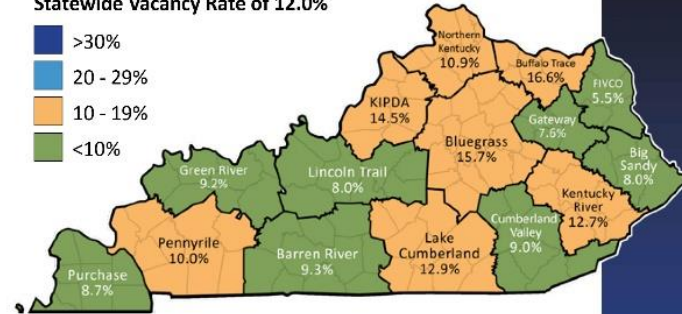 Statewide Vacancy Rate of 12.0%
>30%
20 - 29%
10 - 19%
<10%
Northern
Kentucky
10.9%
Buffalo Trace
16.6%
FIVCO
5.5%
KIPDA
14.5%
Gateway
7.6%
Bluegrass
15.7%
Big
Sandy
8.0%
Green River
9.2%
Lincoln Trail
8.0%
Kentucky
River
12.7%
Cumberland
Valley
9.0%
Pennyrile
10.0%
Barren River
9.3%
Lake
Cumberland
12.9%
Purchase
8.7%